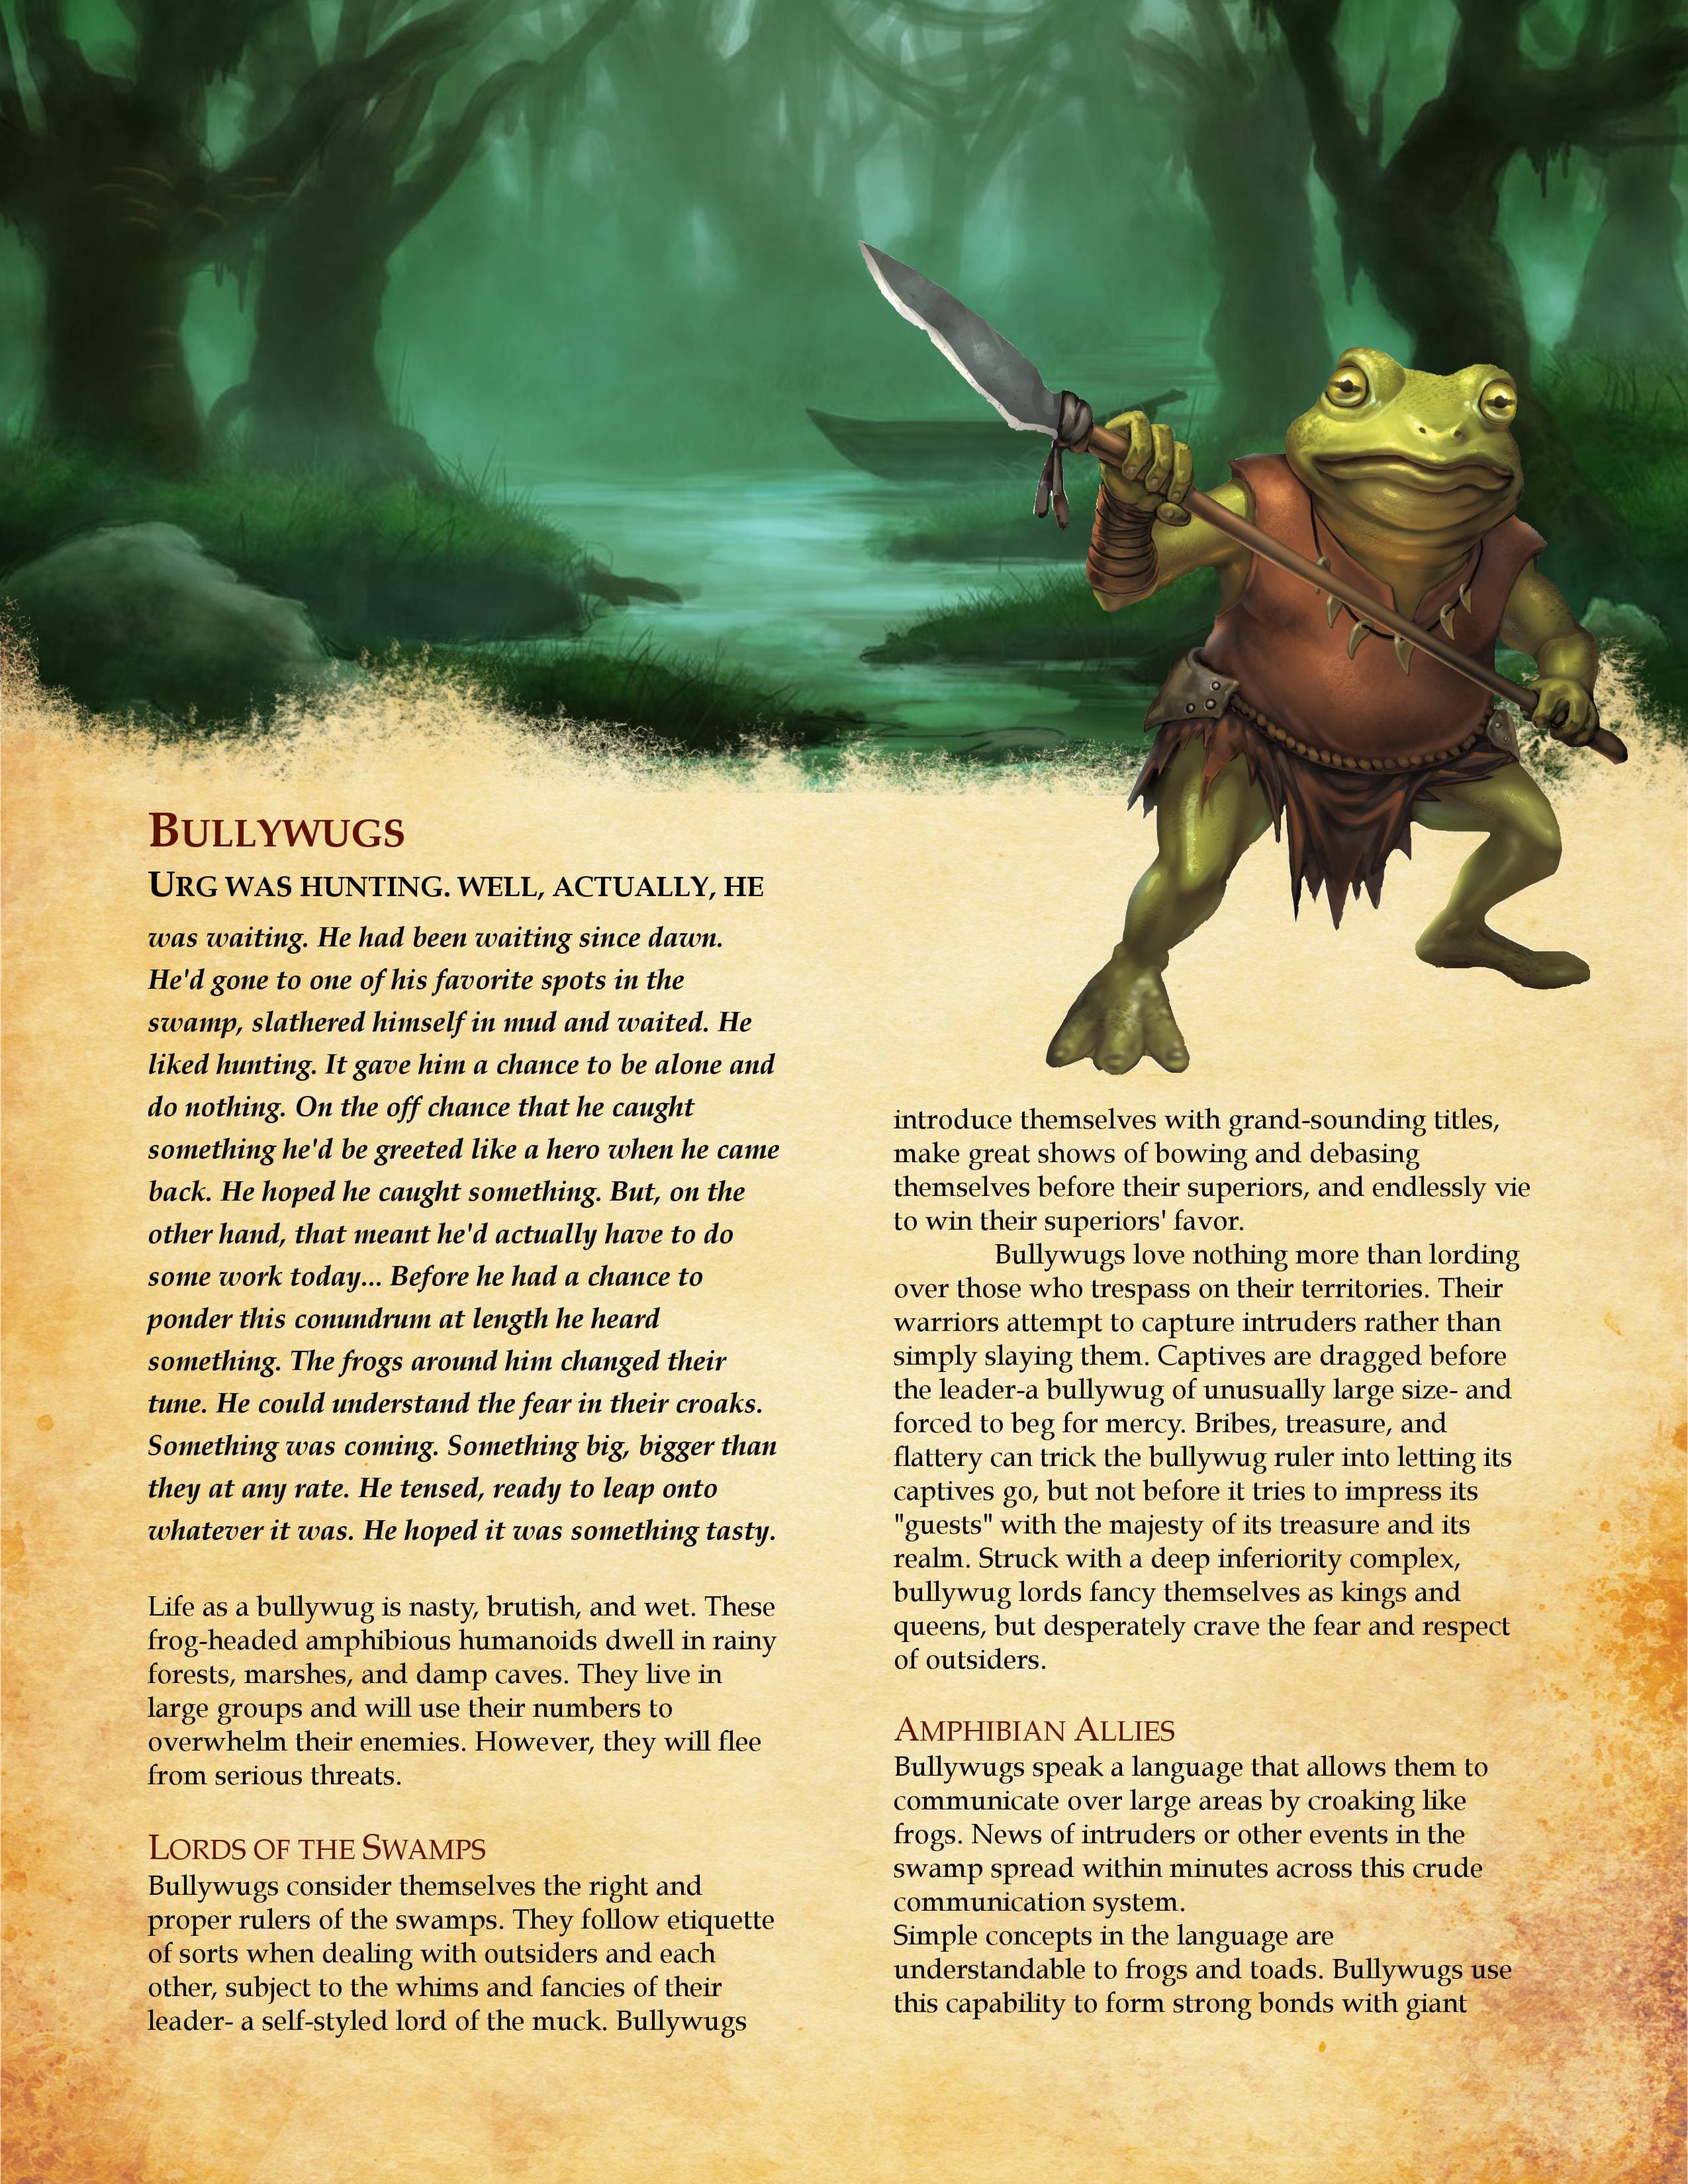 BULLYWUGS
URG WAS HUNTING. WELL, ACTUALLY, HE
was waiting. He had been waiting since dawn.
He'd gone to one of his favorite spots in the
swamp, slathered himself in mud and waited. He
liked hunting. It gave him a chance to be alone and
do nothing. On the off chance that he caught
something he'd be greeted like a hero when he came
back. He hoped he caught something. But, on the
other hand, that meant he'd actually have to do
some work today... Before he had a chance to
ponder this conundrum at length he heard
something. The frogs around him changed their
tune. He could understand the fear in their croaks.
Something was coming. Something big, bigger than
they at any rate. He tensed, ready to leap onto
whatever it was. He hoped it was something tasty.
Life as a bullywug is nasty, brutish, and wet. These
frog-headed amphibious humanoids dwell in rainy
forests, marshes, and damp caves. They live in
large groups and will use their numbers to
overwhelm their enemies. However, they will flee
from serious threats.
LORDS OF THE SWAMPS
Bullywugs consider themselves the right and
proper rulers of the swamps. They follow etiquette
of sorts when dealing with outsiders and each
other, subject to the whims and fancies of their
leader- a self-styled lord of the muck. Bullywugs
introduce themselves with grand-sounding titles,
make great shows of bowing and debasing
themselves before their superiors, and endlessly vie
to win their superiors' favor.
Bullywugs love nothing more than lording
over those who trespass on their territories. Their
warriors attempt to capture intruders rather than
simply slaying them. Captives are dragged before
the leader-a bullywug of unusually large size- and
forced to beg for mercy. Bribes, treasure, and
flattery can trick the bullywug ruler into letting its
captives go, but not before it tries to impress its
"guests" with the majesty of its treasure and its
realm. Struck with a deep inferiority complex,
bullywug lords fancy themselves as kings and
queens, but desperately crave the fear and respect
of outsiders.
AMPHIBIAN ALLIES
Bullywugs speak a language that allows them to
communicate over large areas by croaking like
frogs. News of intruders or other events in the
swamp spread within minutes across this crude
communication system.
Simple concepts in the language are
understandable to frogs and toads. Bullywugs use
this capability to form strong bonds with giant